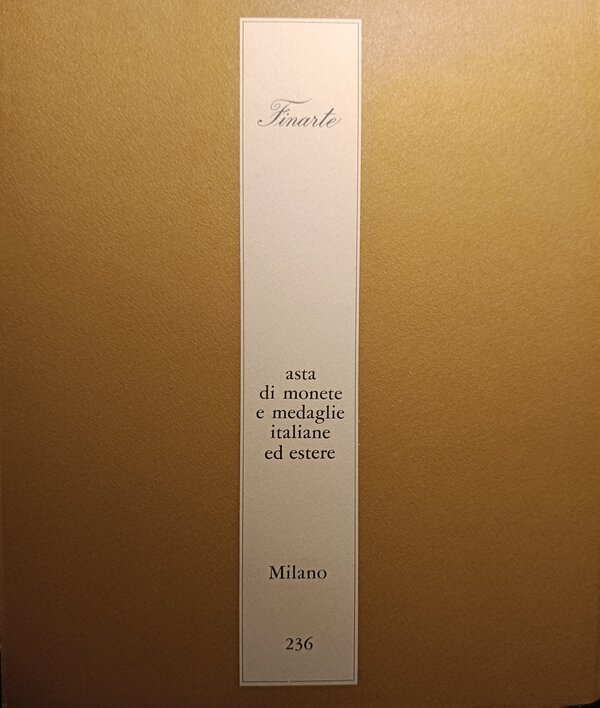 Finarte
asta
di monete
e medaglie
italiane
ed estere
Milano
236